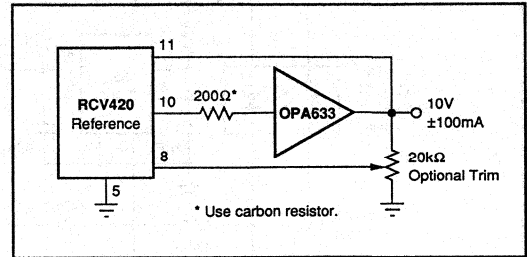 11
RCV420
Reference
10
200Ω*
OPA633
10V
±100mA
8
20kΩ
Optional Trim
5
* Use carbon resistor.